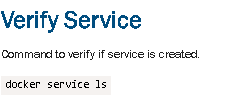 Verify Service
Command to verify if service is created.
docker service ls